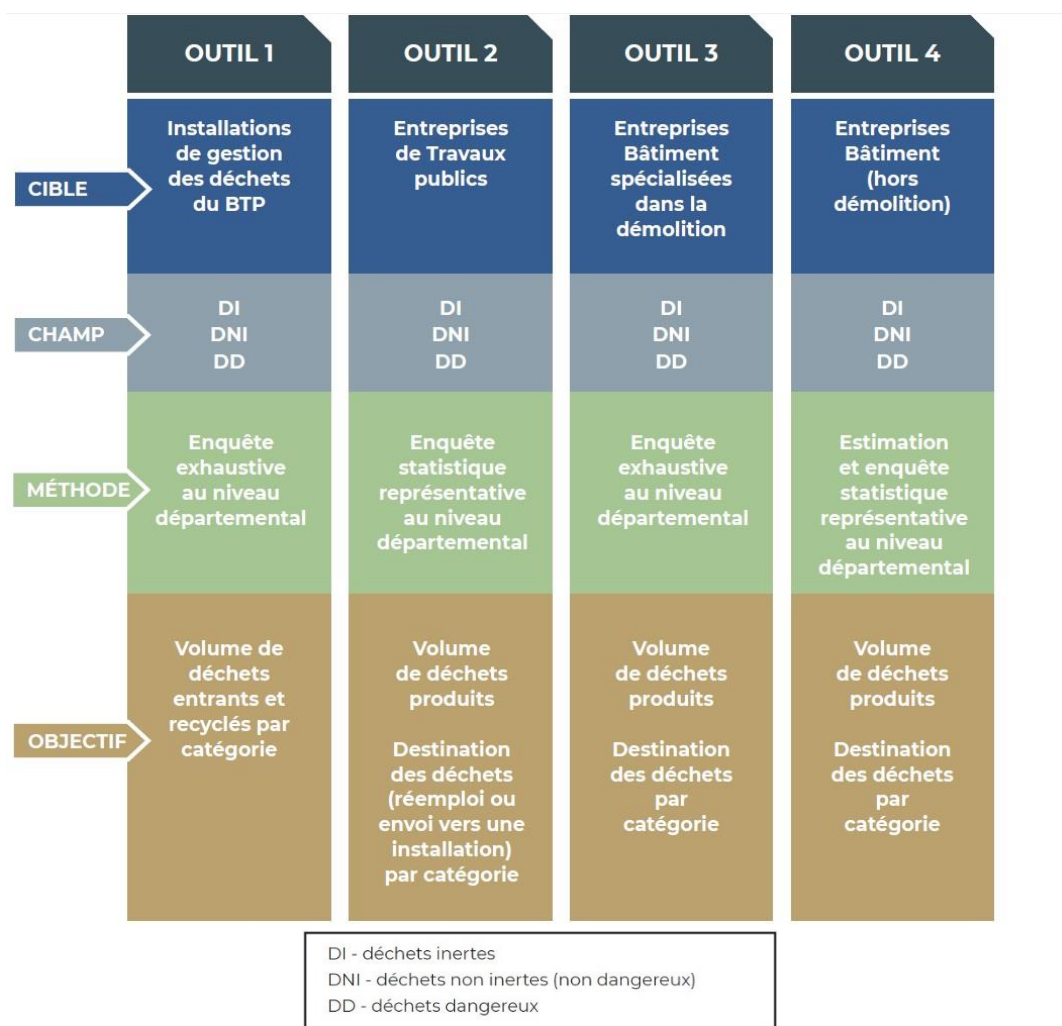 OUTIL 1
OUTIL 2
OUTIL 3
OUTIL 4
CIBLE
Installations
de gestion
des déchets
du BTP
Entreprises
de Travaux
publics
Entreprises
Bâtiment
spécialisées
dans la
démolition
Entreprises
Bâtiment
(hors
démolition)
CHAMP
DI
DNI
DD
DI
DNI
DD
DI
DNI
DD
DI
DNI
DD
MÉTHODE
Enquête
exhaustive
au niveau
départemental
Enquête
statistique
représentative
au niveau
départemental
Enquête
exhaustive
au niveau
départemental
Estimation
et enquête
statistique
représentative
au niveau
départemental
OBJECTIF
Volume de
déchets
entrants et
recyclés par
catégorie
Volume
de déchets
produits
Destination
des déchets
(réemploi ou
envoi vers une
installation)
par catégorie
Volume
de déchets
produits
Destination
des déchets
par
catégorie
Volume
de déchets
produits
Destination
des déchets
par
catégorie
DI - déchets inertes
DNI - déchets non inertes (non dangereux)
DD - déchets dangereux